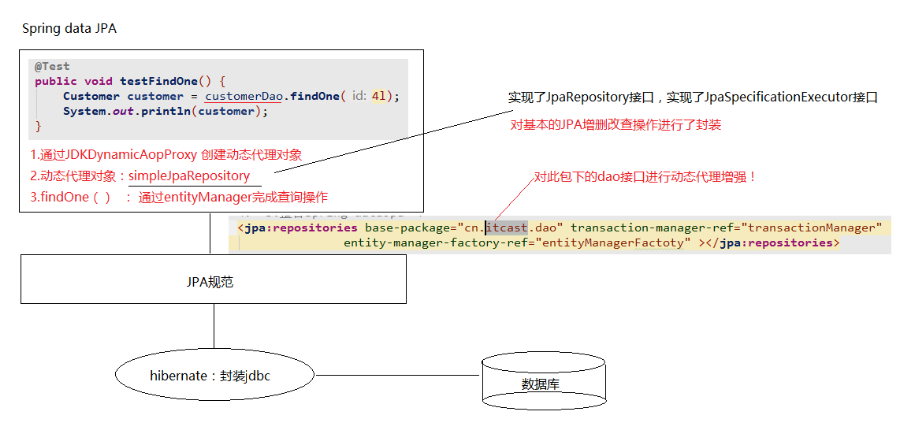 Spring data JPA
@Test
public void testFindOne() {
Customer customer = customerDao.findOne( id: 4l);
System.out.println(customer);
}
1.通过JDKDynamicAopProxy 创建动态代理对象
2.动态代理对象：simpleJpaRepository
3.findOne（ ） ：通过entityManager完成查询操作
实现了JpaRepository接口，实现了JpaSpecificationExecutor接口
对基本的JPA增删改查操作进行了封装
对此包下的dao接口进行动态代理增强！
<jpa:repositories base-package="cn.itcast.dao" transaction-manager-ref="transactionManager"
entity-manager-factory-ref="entityManagerFactoty" ></jpa:repositories>
JPA规范
hibernate：封装jdbc
数据库